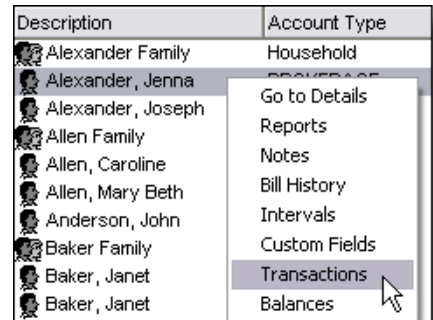 Description Account Type
Alexander Family Household
Alexander, Jenna
Alexander, Joseph
Allen Family
Allen, Caroline
Allen, Mary Beth
Anderson, John
Baker Family
Baker, Janet
Baker, Janet
Go to Details
Reports
Notes
Bill History
Intervals
Custom Fields
Transactions
Balances